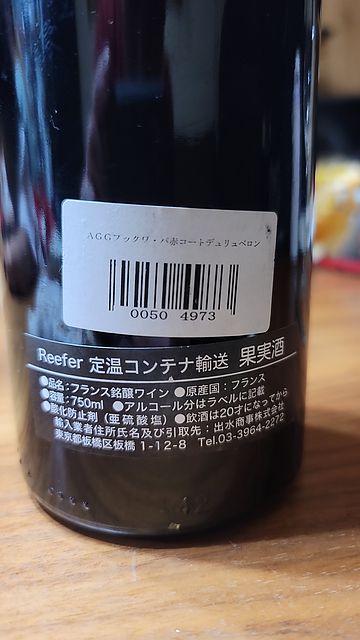 AGGフックワ・パ赤コートデュリュベロン
0050 4973
Reefer 定温コンテナ輸送 果実酒
●品名:フランス銘醸ワイン ●原産国:フランス
●容量:750ml ●アルコール分はラベルに記載
●酸化防止剤(亜硫酸塩) ●飲酒は20才になってから
輸入業者住所氏名及び引取先:出水商事株式会社
東京都板橋区板橋 1-12-8 Tel.03-3964-2272